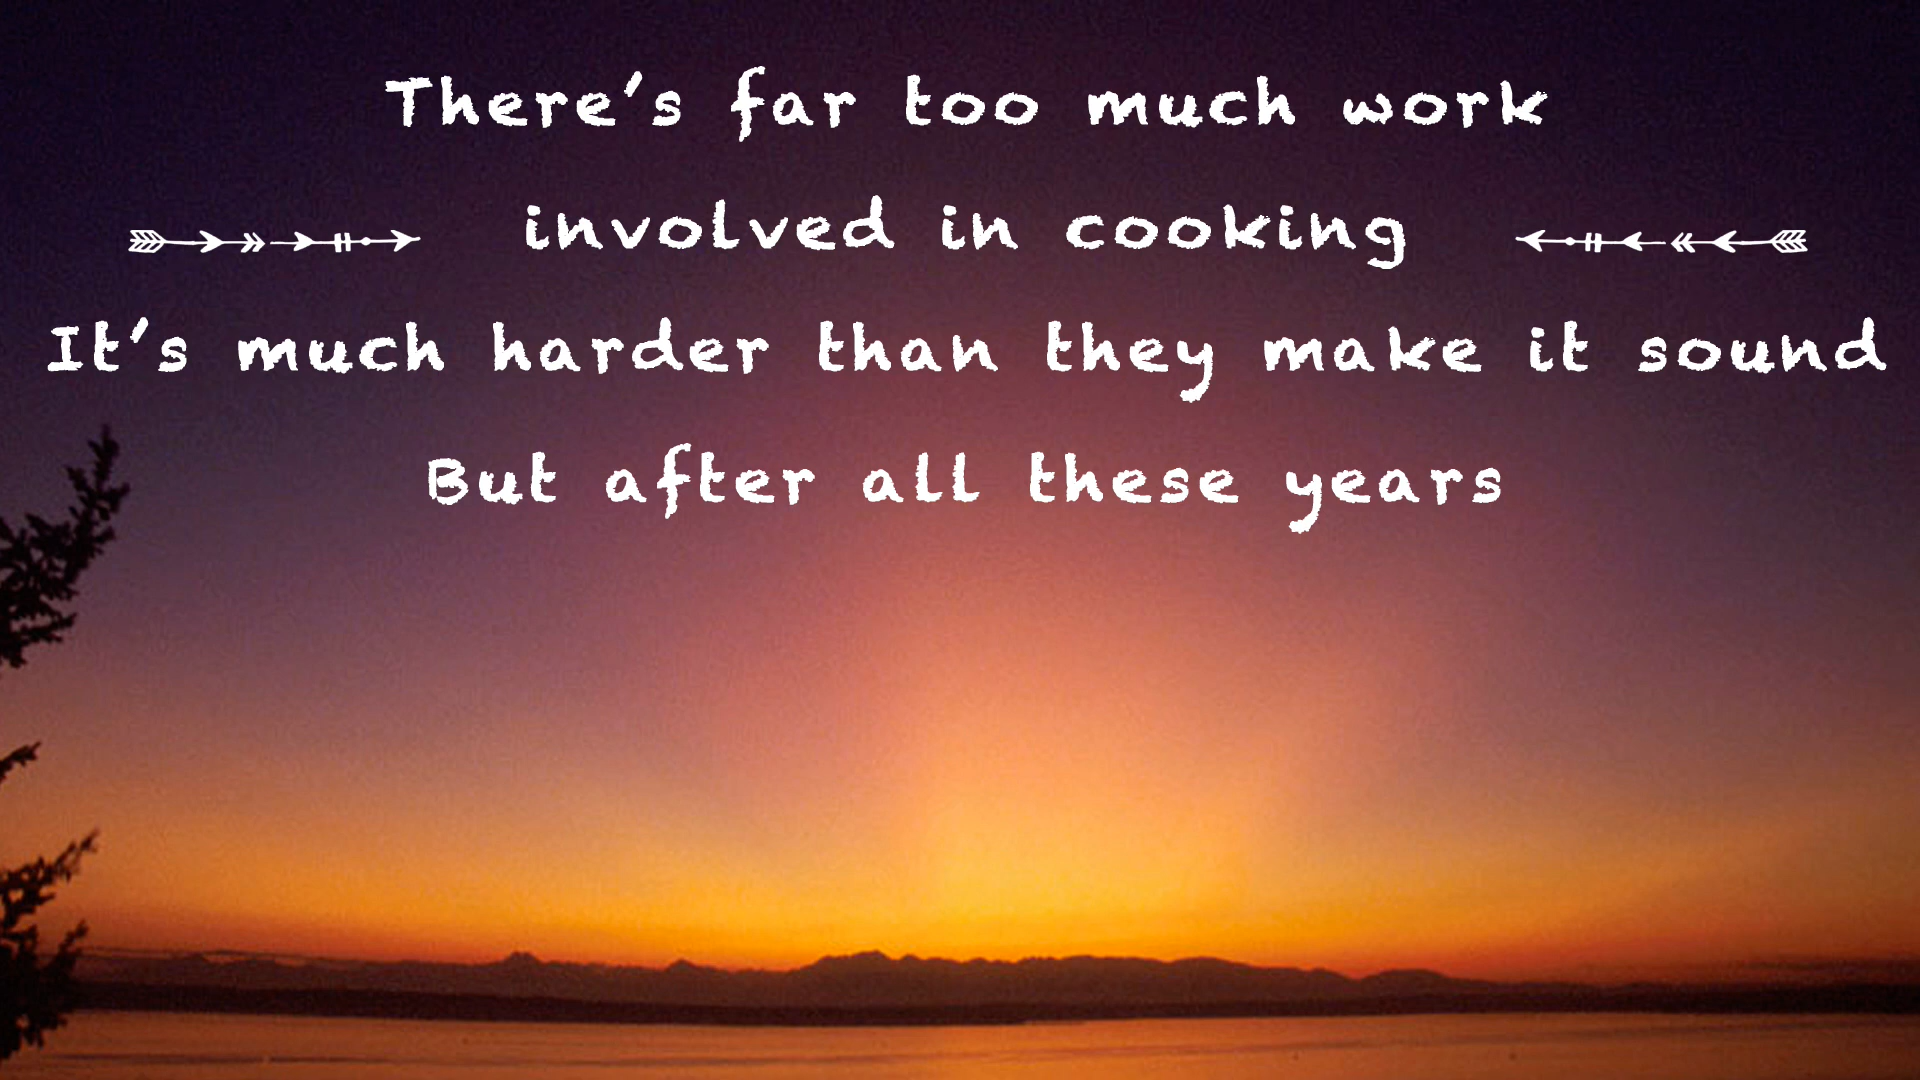 There's far too much work
involved in cooking
It's much harder than they make it sound
But after all these years